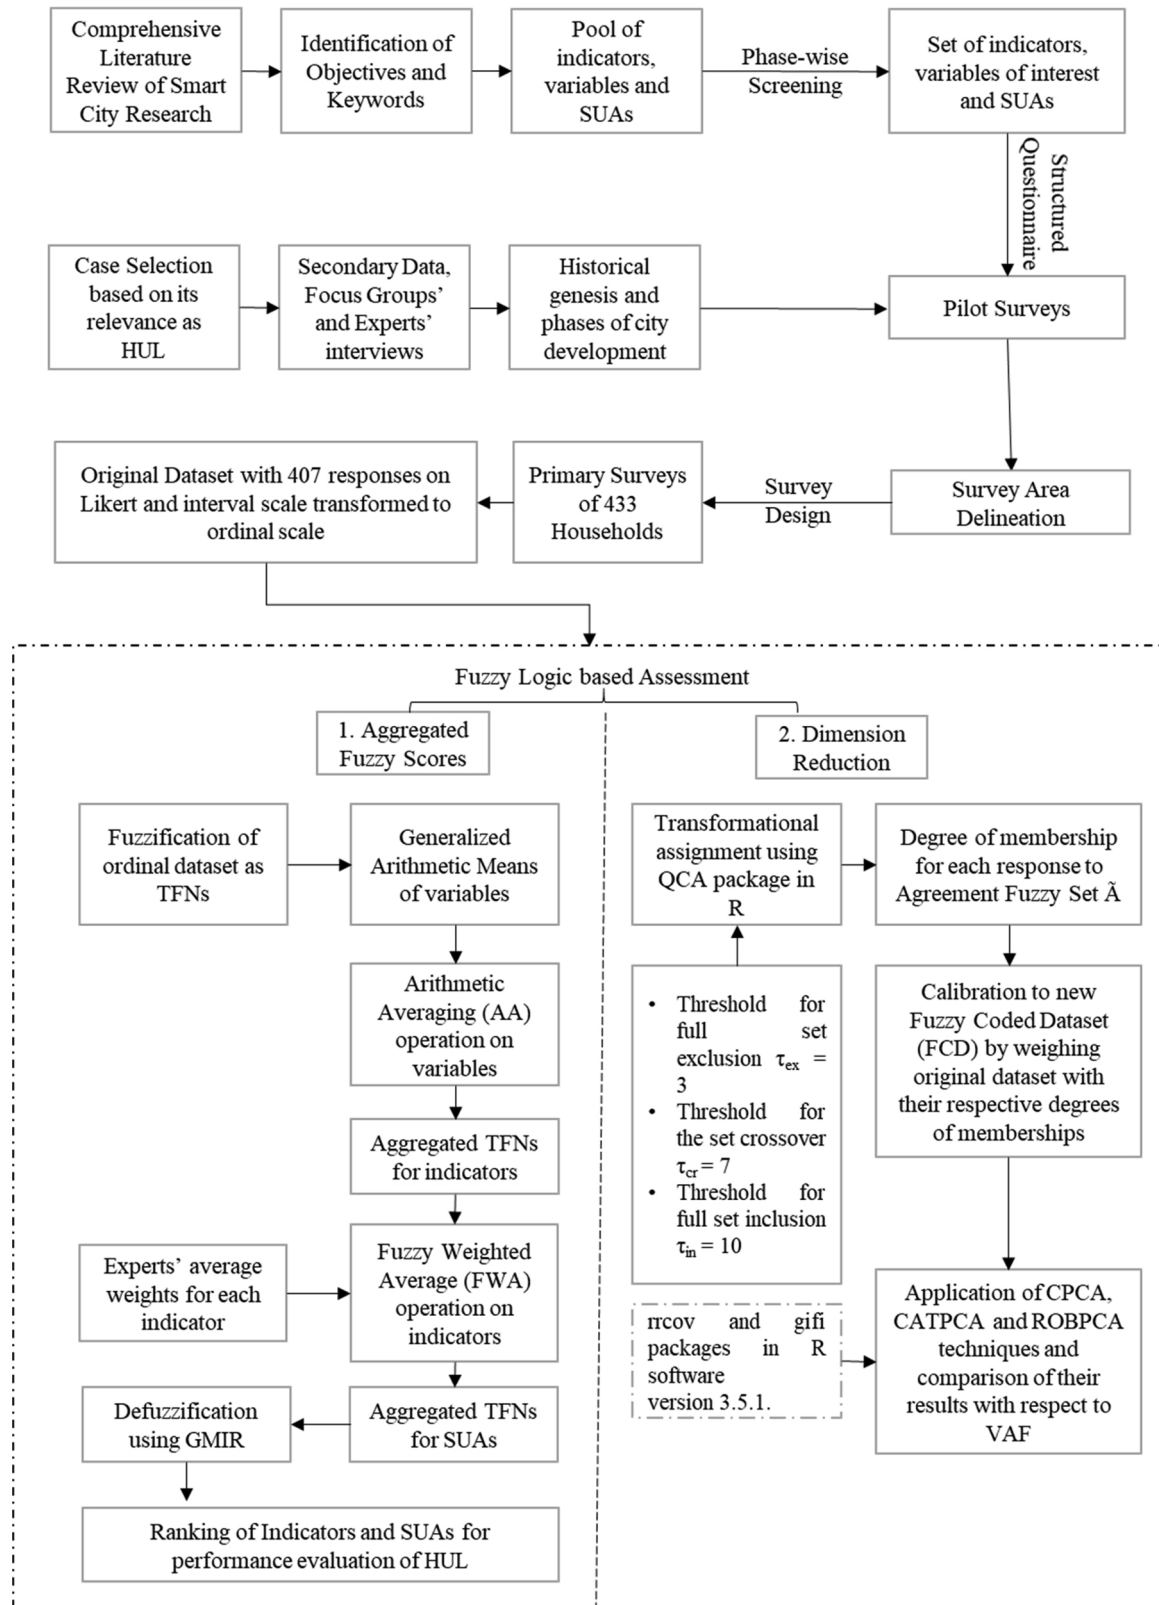 Comprehensive
Literature
Review of Smart
City Research
Identification of
Objectives and
Keywords
Pool of
indicators,
variables and
SUAs
Phase-wise
Screening
Set of indicators,
variables of interest
and SUAs
Structured
Questionnaire
Case Selection
based on its
relevance as
HUL
Secondary Data,
Focus Groups’
and Experts’
interviews
Historical
genesis and
phases of city
development
Pilot Surveys
Original Dataset with 407 responses on
Likert and interval scale transformed to
ordinal scale
Primary Surveys
of 433
Households
Survey
Design
Survey Area
Delineation
Fuzzy Logic based Assessment
1. Aggregated
Fuzzy Scores
2. Dimension
Reduction
Fuzzification of
ordinal dataset as
TFNs
Generalized
Arithmetic Means
of variables
Arithmetic
Averaging (AA)
operation on
variables
Aggregated TFNs
for indicators
Experts’ average
weights for each
indicator
Fuzzy Weighted
Average (FWA)
operation on
indicators
Defuzzification
using GMIR
Aggregated TFNs
for SUAs
Ranking of Indicators and SUAs for
performance evaluation of HUL
Transformational
assignment using
QCA package in
R
Degree of membership
for each response to
Agreement Fuzzy Set Ã
• Threshold for
full set
exclusion τex =
3
• Threshold for
the set crossover
τcr = 7
• Threshold for
full set inclusion
τin = 10
Calibration to new
Fuzzy Coded Dataset
(FCD) by weighing
original dataset with
their respective degrees
of memberships
rrcov and gifi
packages in R
software
version 3.5.1.
Application of CPCA,
CATPCA and ROBPCA
techniques and
comparison of their
results with respect to
VAF